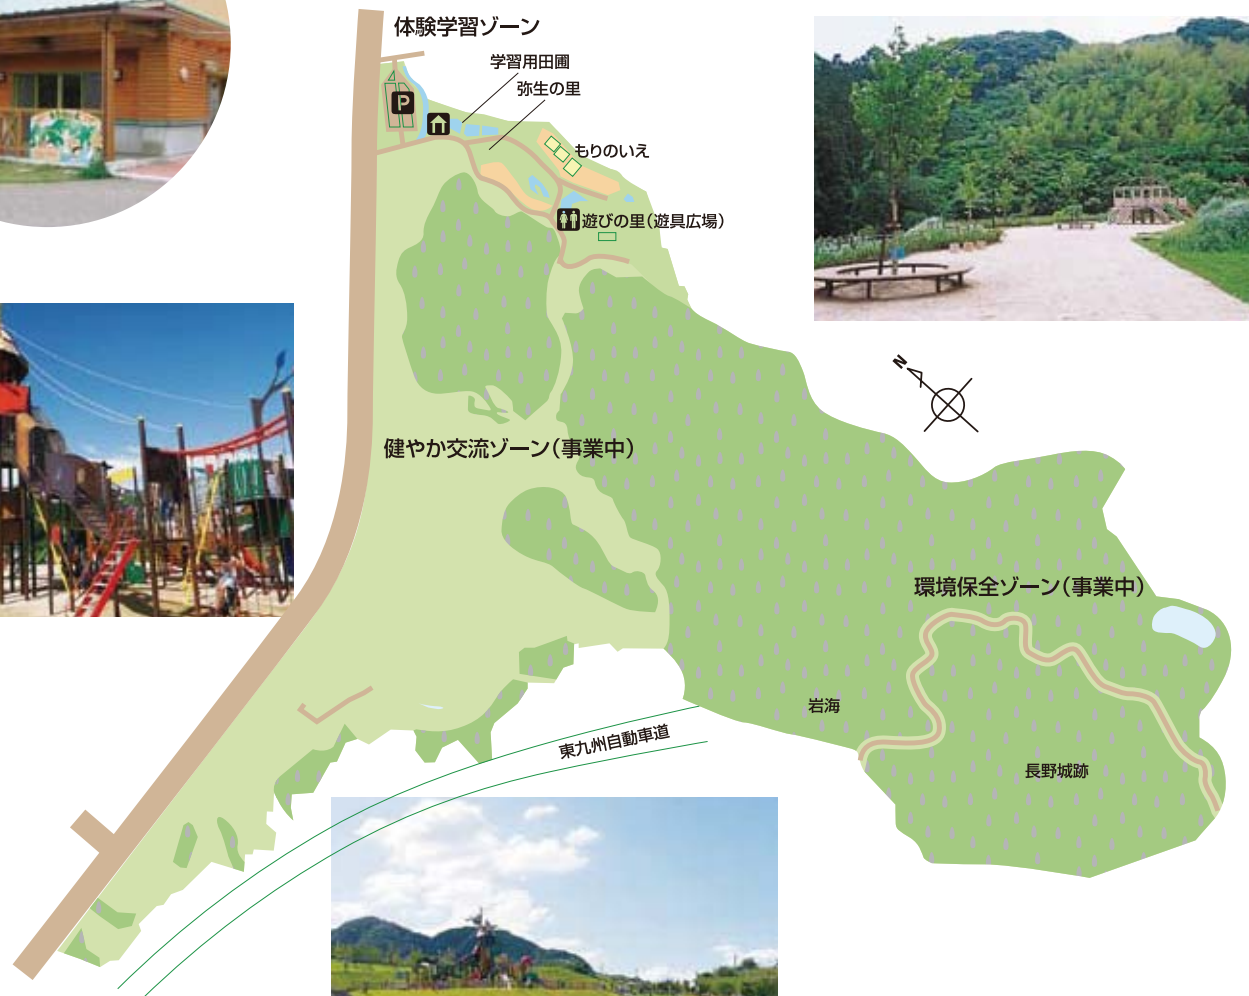 体験学習ゾーン
学習用田圃
弥生の里
P
もりのいえ
遊びの里(遊具広場)
N
健やか交流ゾーン(事業中)
環境保全ゾーン(事業中)
岩海
東九州自動車道
長野城跡